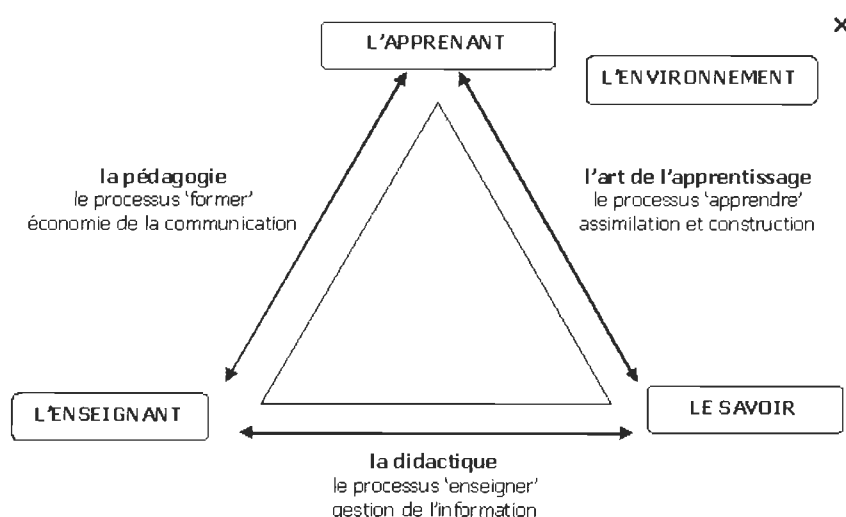 L'APPRENANT
×
L'ENVIRONNEMENT
la pédagogie
le processus 'former'
économie de la communication
l'art de l'apprentissage
le processus 'apprendre'
assimilation et construction
L'ENSEIGNANT
LE SAVOIR
la didactique
le processus 'enseigner'
gestion de l'information